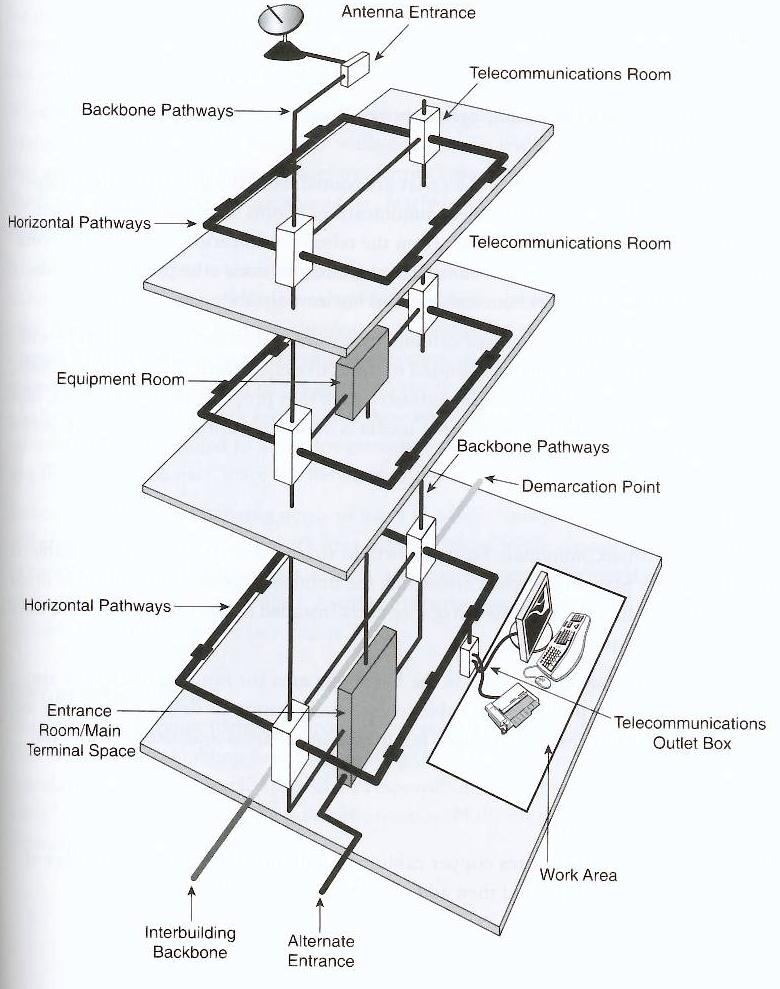 Antenna Entrance
Telecommunications Room
Backbone Pathways
Horizontal Pathways
Telecommunications Room
Equipment Room
Backbone Pathways
Demarcation Point
Horizontal Pathways
Entrance
Room/Main
Terminal Space
Telecommunications
Outlet Box
Work Area
Interbuilding
Backbone
Alternate
Entrance